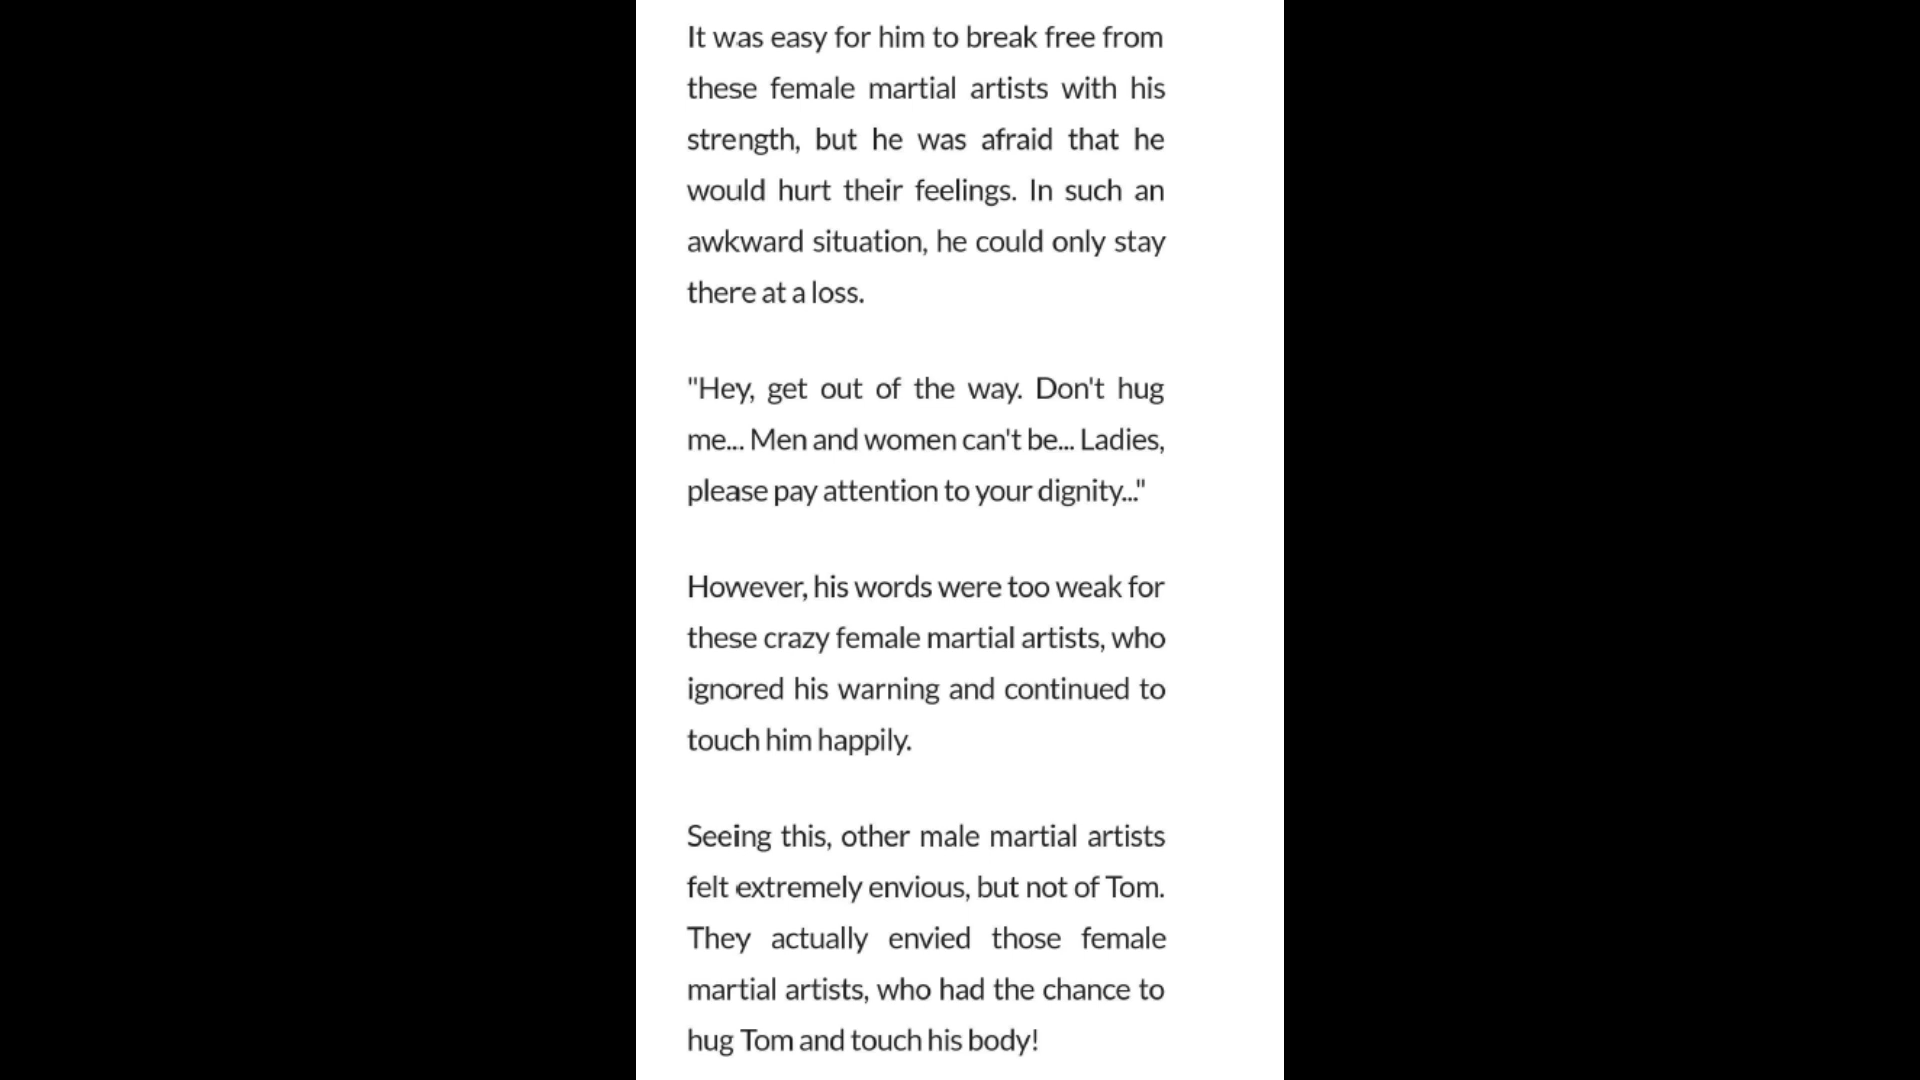 It was easy for him to break free from
these female martial artists with his
strength, but he was afraid that he
would hurt their feelings. In such an
awkward situation, he could only stay
there at a loss.
"Hey, get out of the way. Don't hug
me... Men and women can't be... Ladies,
please pay attention to your dignity..."
However, his words were too weak for
these crazy female martial artists, who
ignored his warning and continued to
touch him happily.
Seeing this, other male martial artists
felt extremely envious, but not of Tom.
They actually envied those female
martial artists, who had the chance to
hug Tom and touch his body!